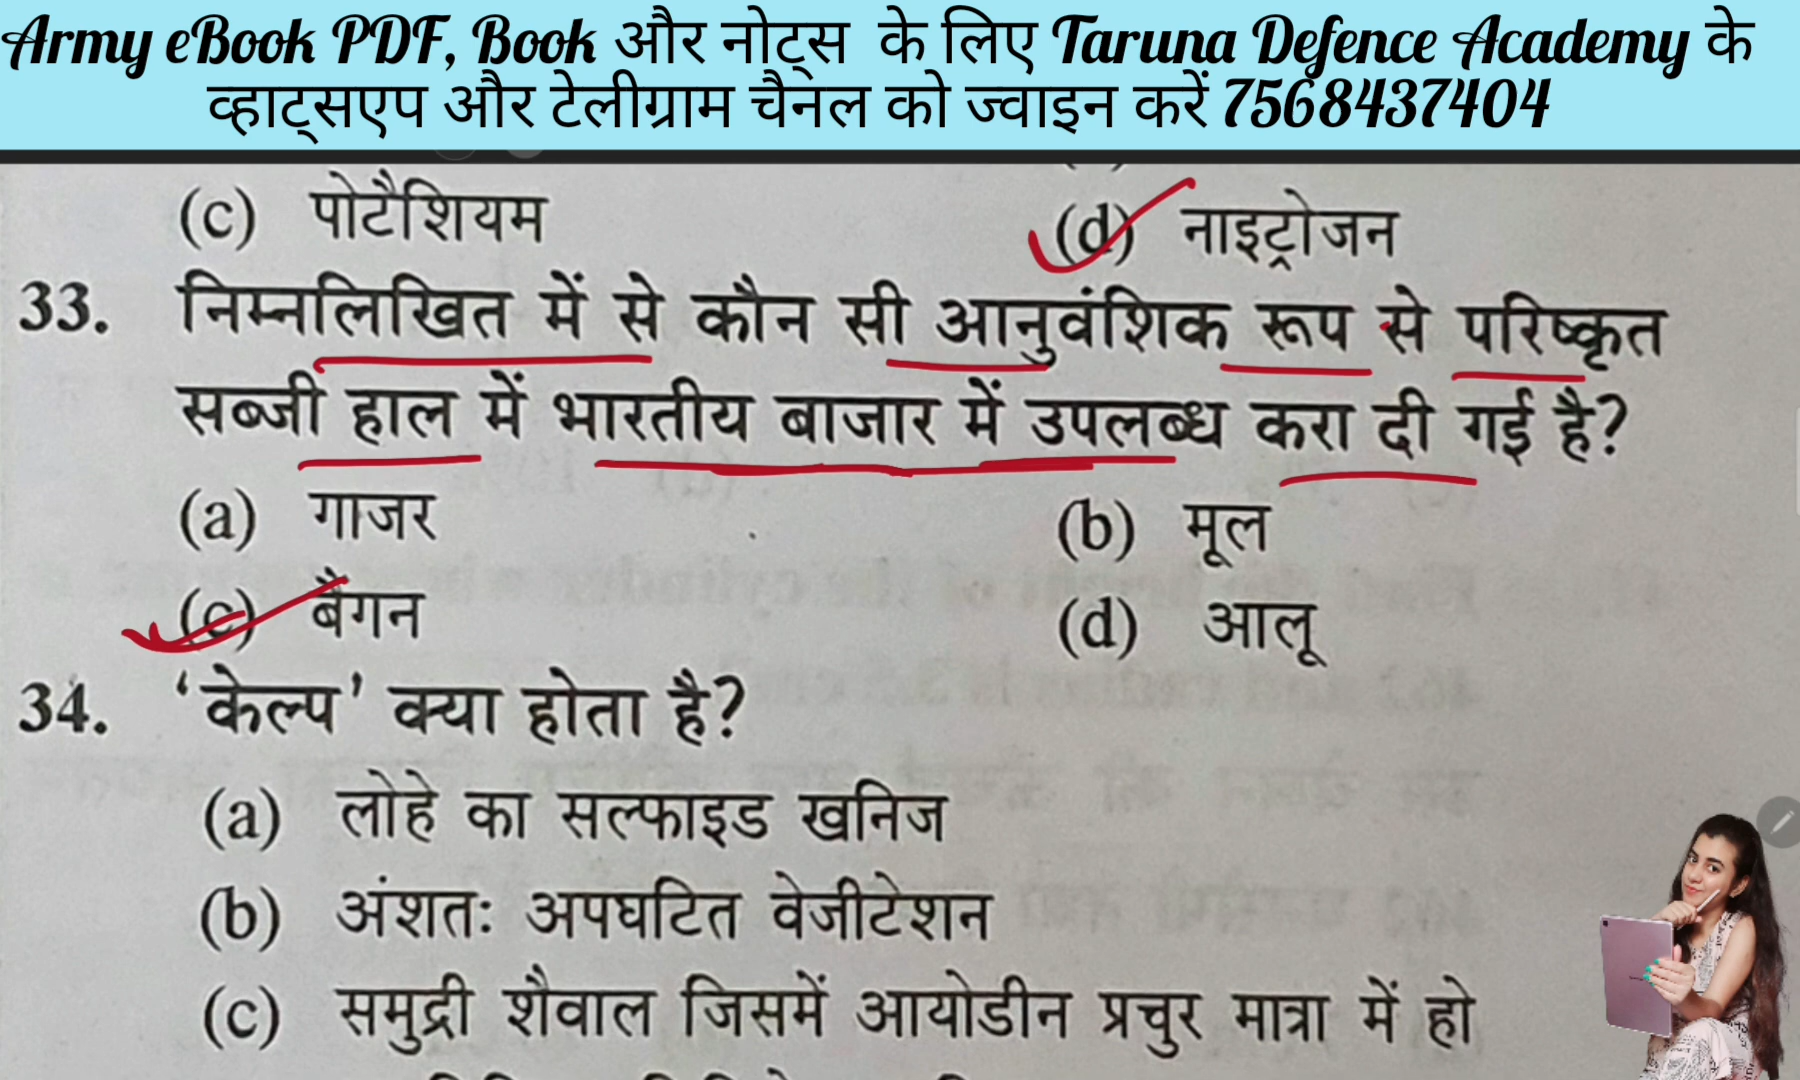 Army eBook PDF, Book और नोट्स के लिए Taruna Defence Academy के
व्हाट्सएप और टेलीग्राम चैनल को ज्वाइन करें 7568437404
(c) पोटैशियम (d) नाइट्रोजन
33. निम्नलिखित में से कौन सी आनुवंशिक रूप से परिष्कृत
सब्जी हाल में भारतीय बाजार में उपलब्ध करा दी गई है?
(a) गाजर (b) मूल
(c) बैंगन (d) आलू
34. 'केल्प' क्या होता है?
(a) लोहे का सल्फाइड खनिज
(b) अंशतः अपघटित वेजीटेशन
(c) समुद्री शैवाल जिसमें आयोडीन प्रचुर मात्रा में हो